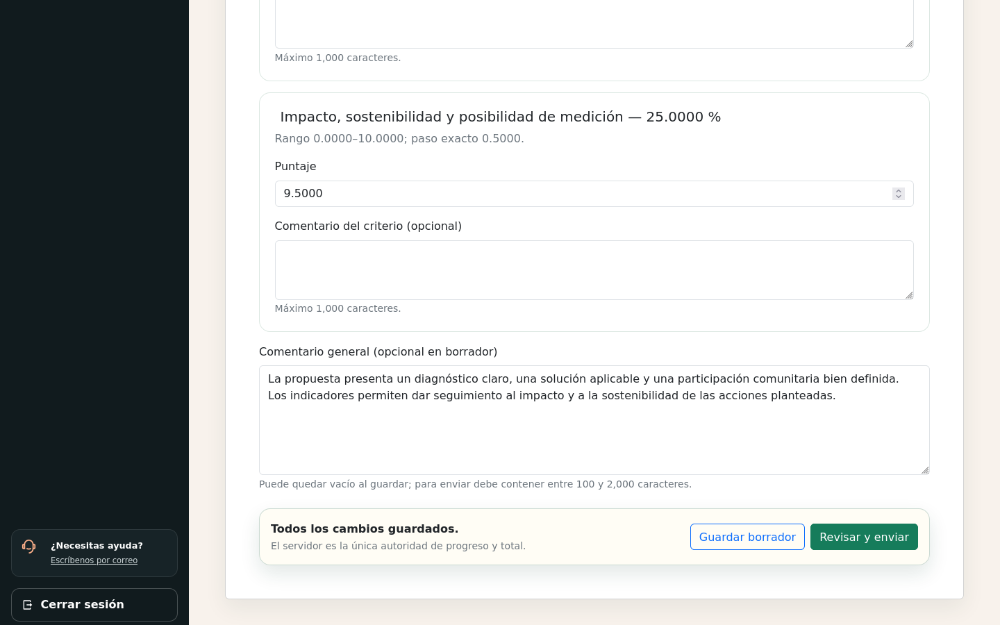 Máximo 1,000 caracteres.
Impacto, sostenibilidad y posibilidad de medición — 25.0000 %
Rango 0.0000–10.0000; paso exacto 0.5000.
Puntaje
9.5000
Comentario del criterio (opcional)
Máximo 1,000 caracteres.
Comentario general (opcional en borrador)
La propuesta presenta un diagnóstico claro, una solución aplicable y una participación comunitaria bien definida.
Los indicadores permiten dar seguimiento al impacto y a la sostenibilidad de las acciones planteadas.
Puede quedar vacío al guardar; para enviar debe contener entre 100 y 2,000 caracteres.
Todos los cambios guardados.
El servidor es la única autoridad de progreso y total.
Guardar borrador
Revisar y enviar
¿Necesitas ayuda?
Escríbenos por correo
Cerrar sesión